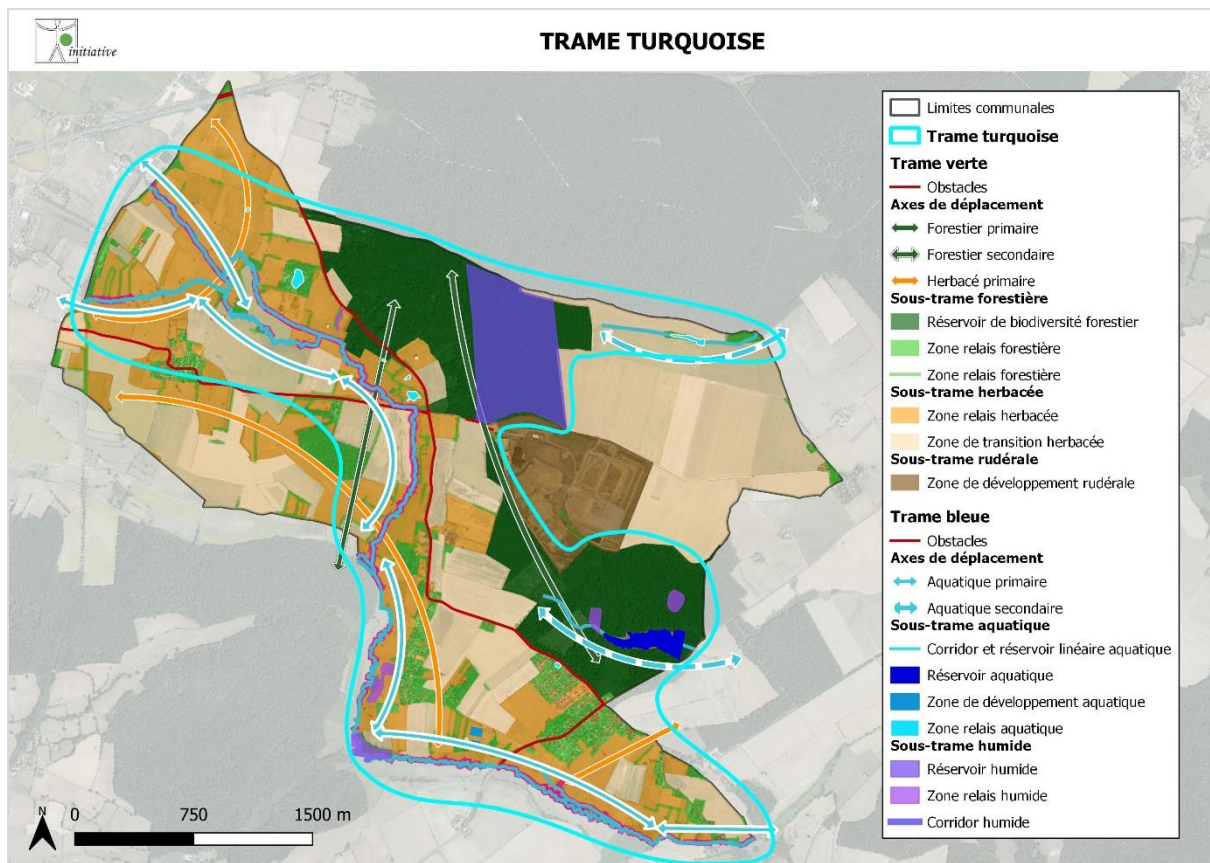 initiative
TRAME TURQUOISE
Limites communales
Trame turquoise
Trame verte
Obstacles
Axes de déplacement
Forestier primaire
Forestier secondaire
Herbacé primaire
Sous-trame forestière
Réservoir de biodiversité forestier
Zone relais forestière
Zone relais forestière
Sous-trame herbacée
Zone relais herbacée
Zone de transition herbacée
Sous-trame rudérale
Zone de développement rudérale
Trame bleue
Obstacles
Axes de déplacement
Aquatique primaire
Aquatique secondaire
Sous-trame aquatique
Corridor et réservoir linéaire aquatique
Réservoir aquatique
Zone de développement aquatique
Zone relais aquatique
Sous-trame humide
Réservoir humide
Zone relais humide
Corridor humide
N
0 750 1500 m